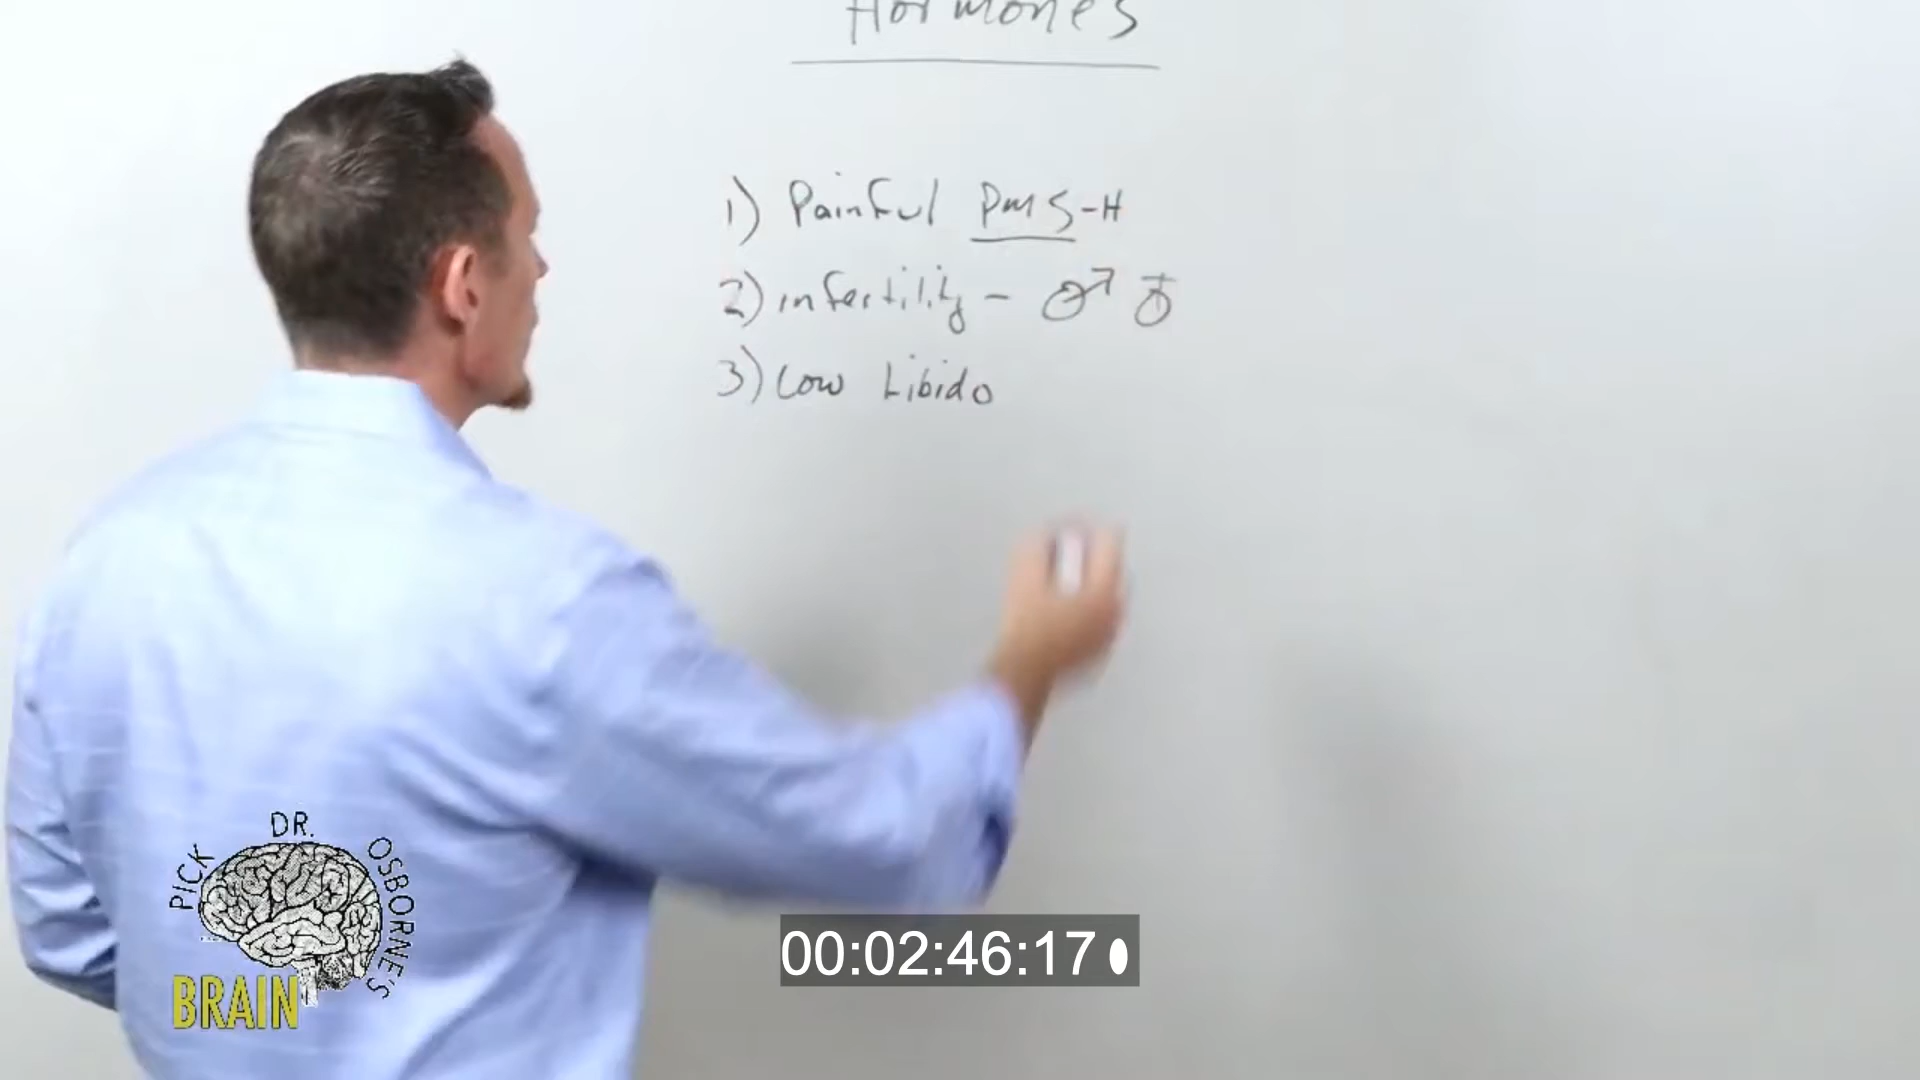 Hormones
1) Painful PMS-H
2) infertility - ♂ ♀
3) Low Libido
PICK DR. OSBORNE'S
BRAIN
00:02:46:17